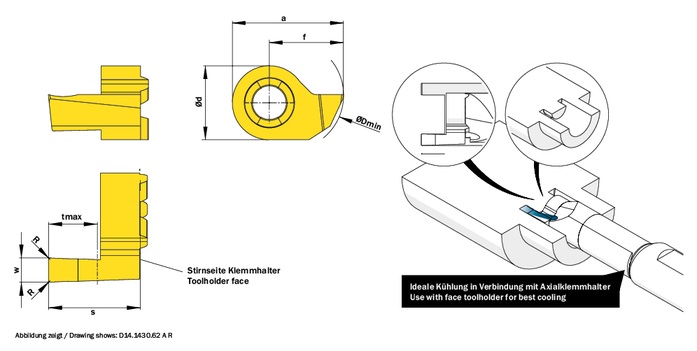 a
f
Ød
ØDmin
tmax
R
w
R
s
Stirnseite Klemmhalter
Toolholder face
Ideale Kühlung in Verbindung mit Axialklemmhalter
Use with face toolholder for best cooling
Abbildung zeigt / Drawing shows: D14.1430.62 A R